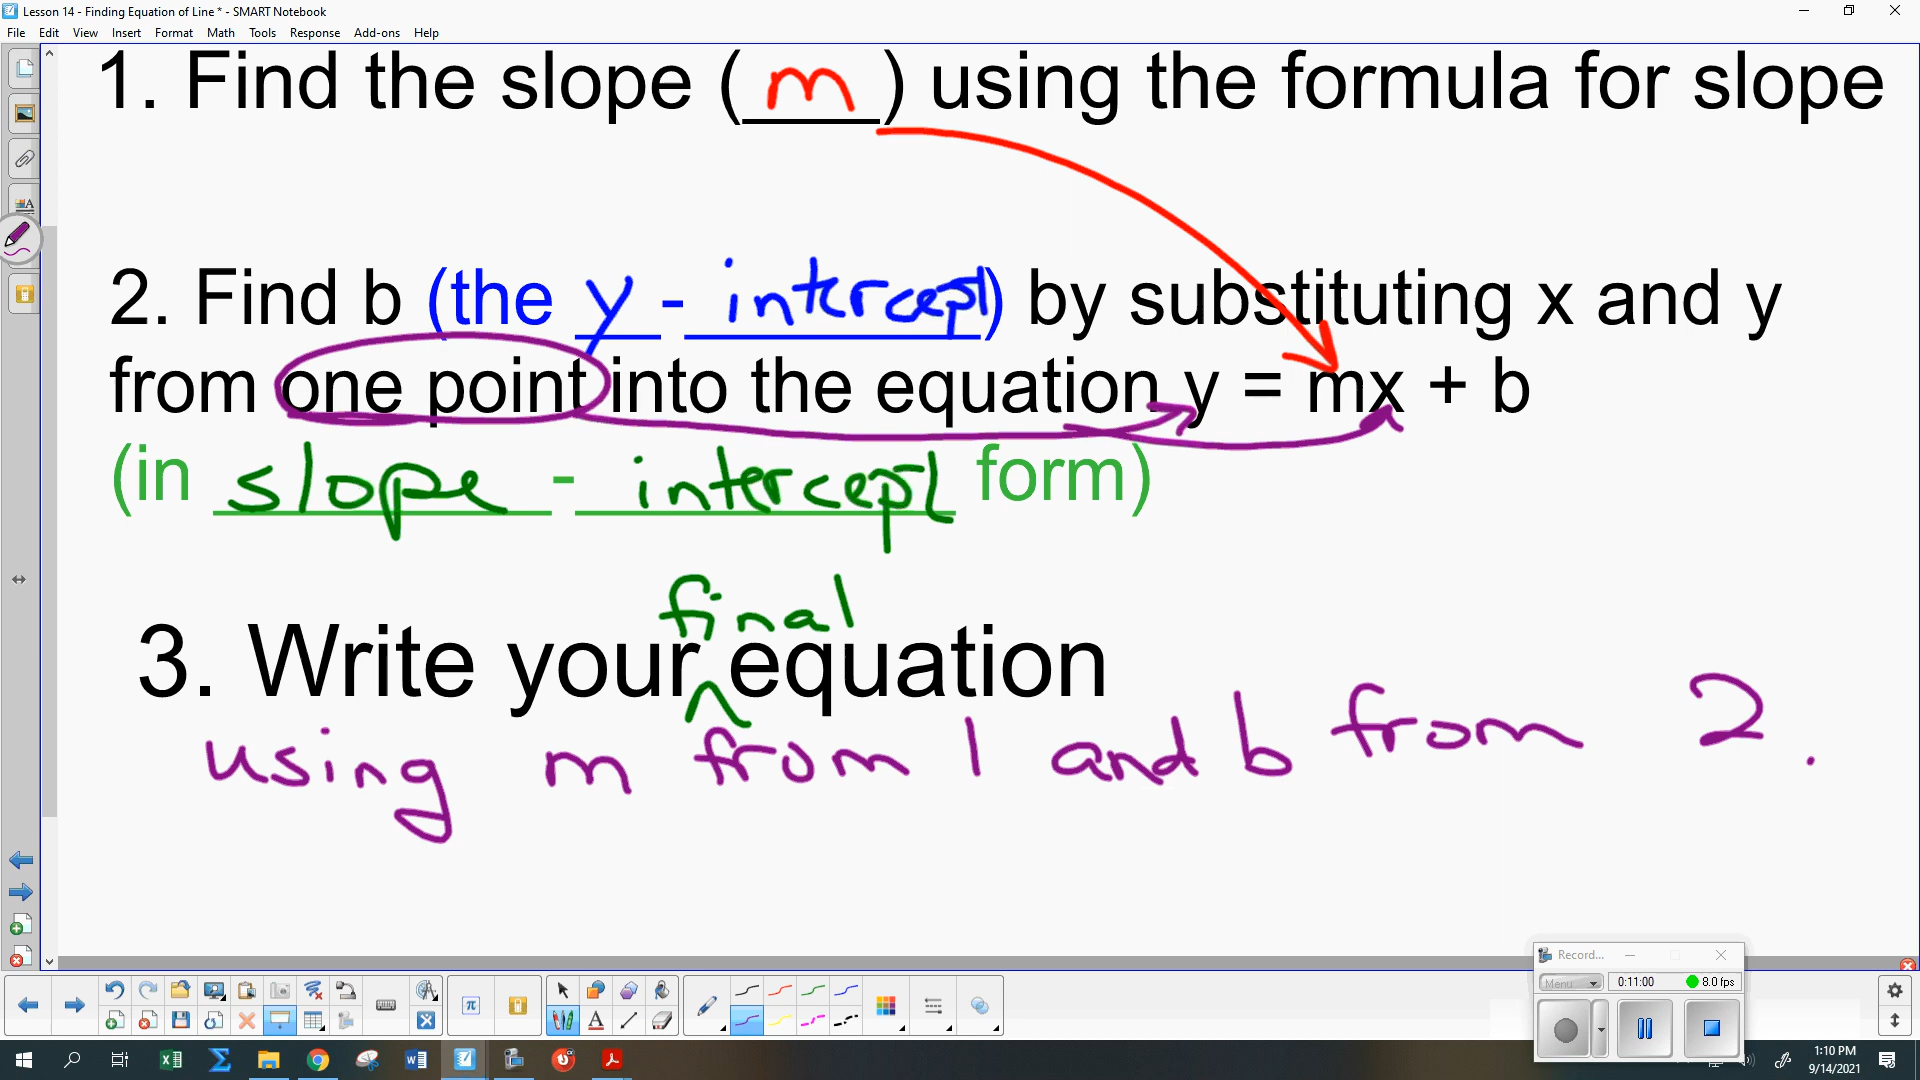 Lesson 14 - Finding Equation of Line * - SMART Notebook
File Edit View Insert Format Math Tools Response Add-ons Help
1. Find the slope (m) using the formula for slope
2. Find b (the y - intercept) by substituting x and y
from one point into the equation y = mx + b
(in slope - intercept form)
final
3. Write your ^ equation
using m from 1 and b from 2.
Record...
Menu 0:11:00 8.0 fps
1:10 PM
9/14/2021